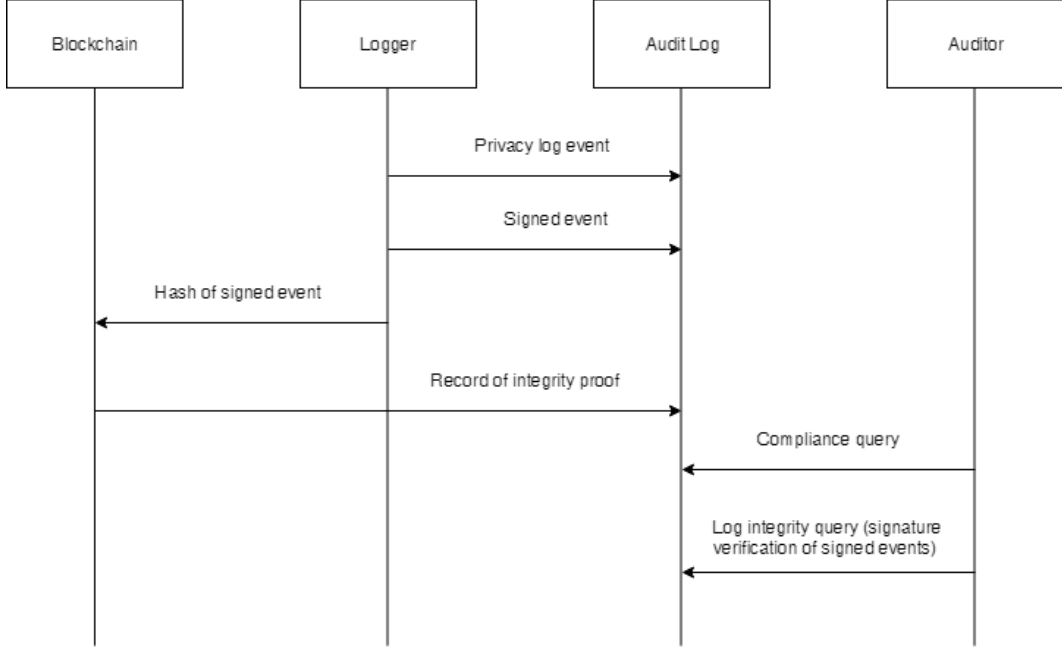 Blockchain
Logger
Audit Log
Auditor
Privacy log event
Signed event
Hash of signed event
Record of integrity proof
Compliance query
Log integrity query (signature
verification of signed events)